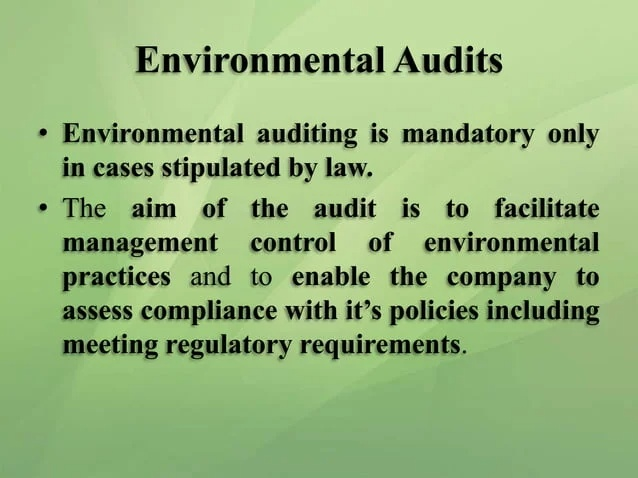 Environmental Audits
• Environmental auditing is mandatory only
in cases stipulated by law.
• The aim of the audit is to facilitate
management control of environmental
practices and to enable the company to
assess compliance with it's policies including
meeting regulatory requirements.